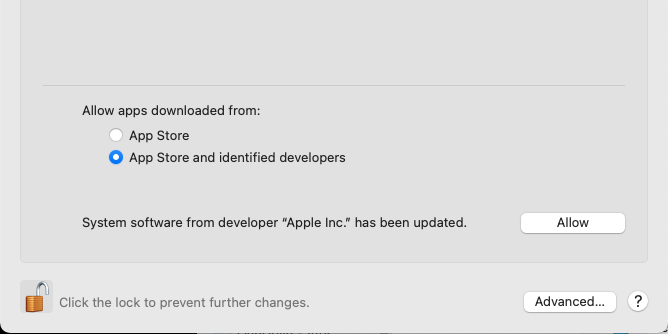 Allow apps downloaded from:
App Store
App Store and identified developers
System software from developer “Apple Inc.” has been updated.
Allow
Click the lock to prevent further changes.
Advanced...
?